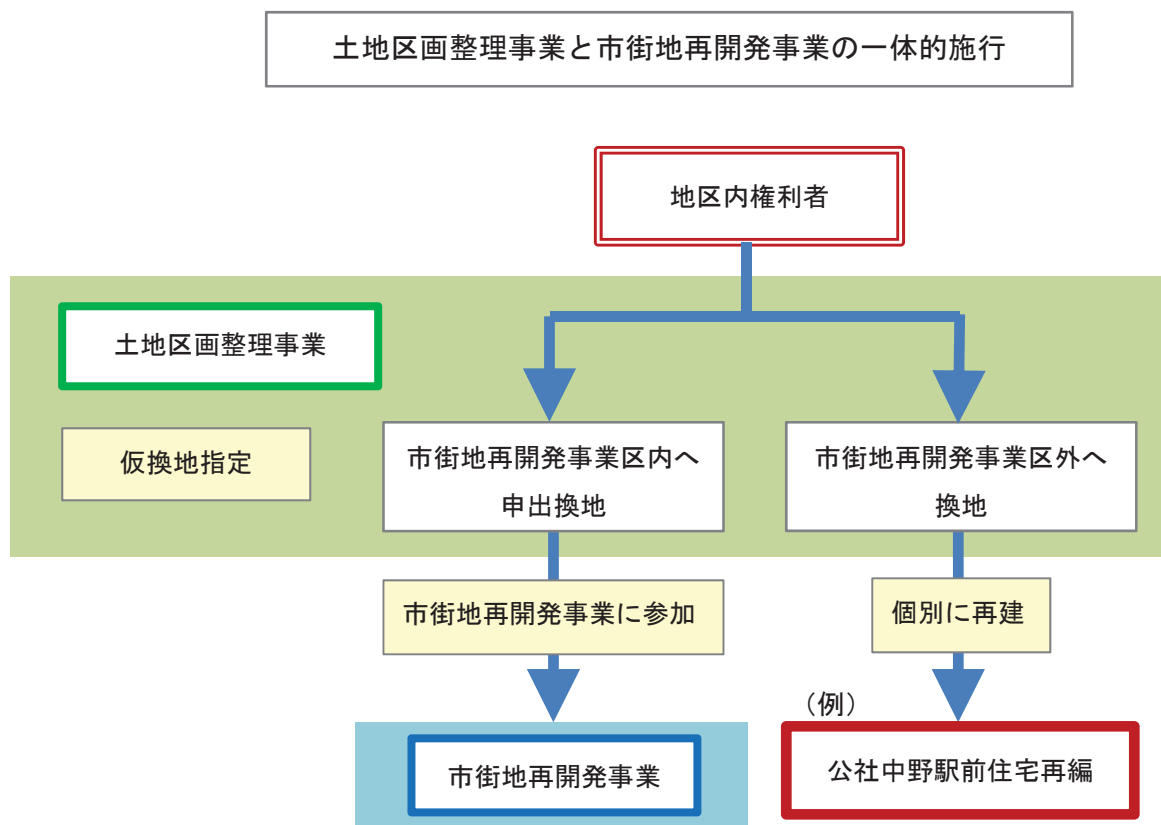 土地区画整理事業と市街地再開発事業の一体的施行
地区内権利者
土地区画整理事業
仮換地指定
市街地再開発事業区内へ
申出換地
市街地再開発事業区外へ
換地
市街地再開発事業に参加
個別に再建
（例）
市街地再開発事業
公社中野駅前住宅再編